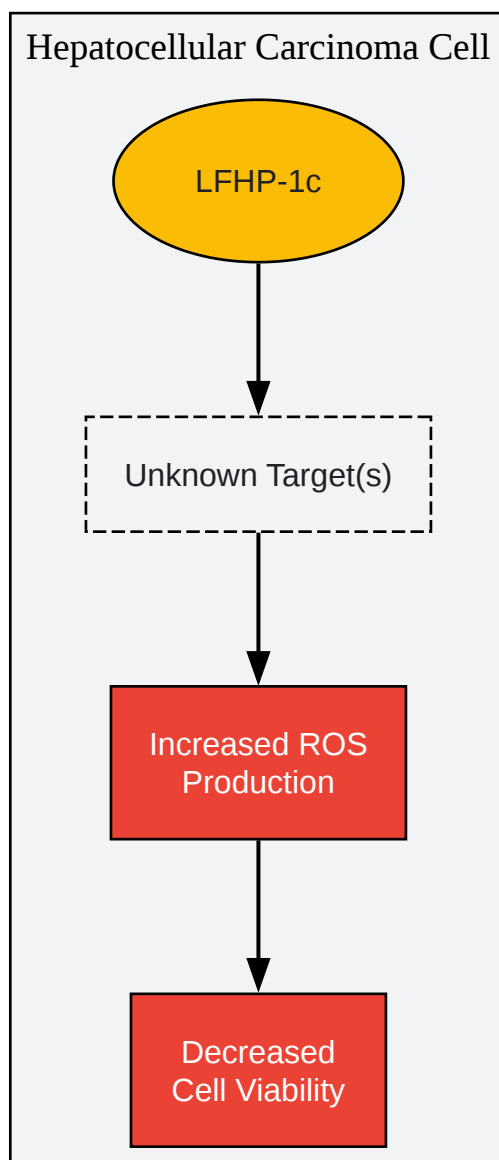 Hepatocellular Carcinoma Cell
LFHP-1c
Unknown Target(s)
Increased ROS
Production
Decreased
Cell Viability